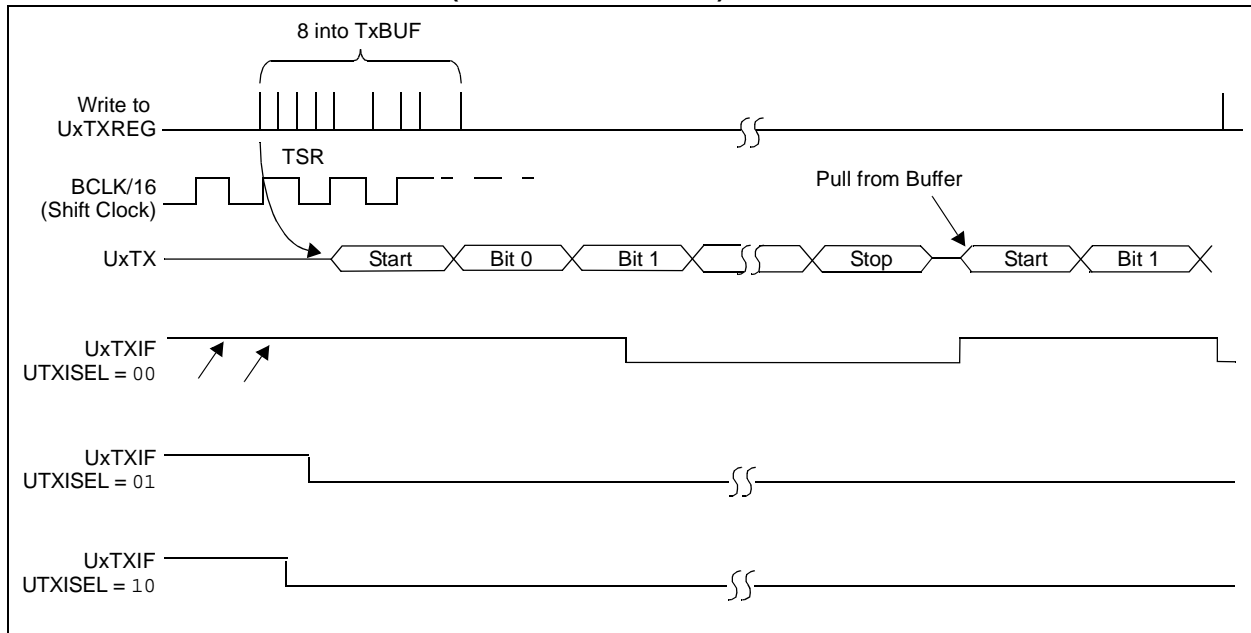 8 into TxBUF
Write to
UxTXREG
TSR
BCLK/16
(Shift Clock)
Pull from Buffer
UxTX
Start
Bit 0
Bit 1
Stop
Start
Bit 1
UxTXIF
UTXISEL = 00
UxTXIF
UTXISEL = 01
UxTXIF
UTXISEL = 10